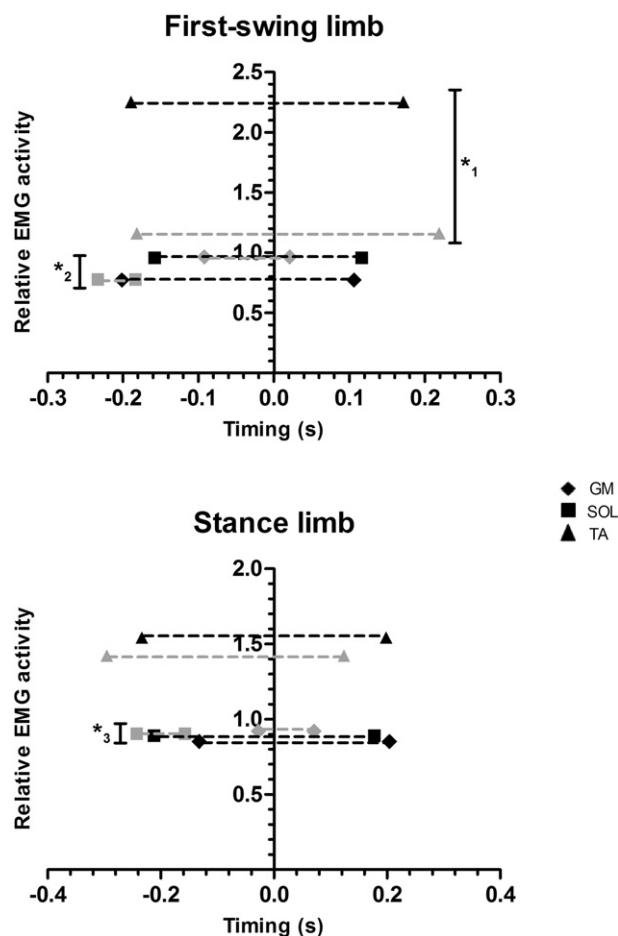 First-swing limb
2.5
2.0
*1
1.5
1.0
*2
0.5
Relative EMG activity
-0.3 -0.2 -0.1 0.0 0.1 0.2 0.3
Timing (s)
GM
SOL
TA
Stance limb
2.0
1.5
1.0
*3
0.5
Relative EMG activity
-0.4 -0.2 0.0 0.2 0.4
Timing (s)